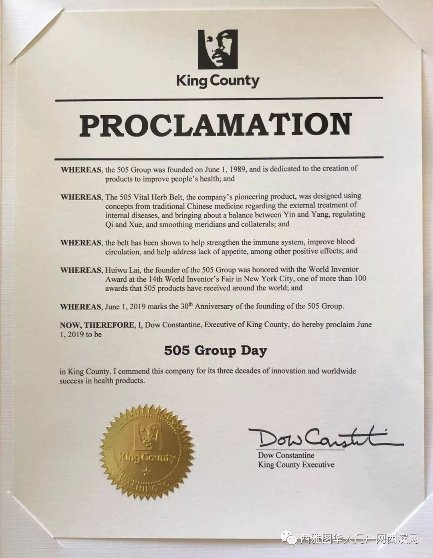 King County
PROCLAMATION
WHEREAS, the 505 Group was founded on June 1, 1989, and is dedicated to the creation of
products to improve people's health; and
WHEREAS, The 505 Vital Herb Belt, the company's pioneering product, was designed using
concepts from traditional Chinese medicine regarding the external treatment of
internal diseases, and bringing about a balance between Yin and Yang, regulating
Qi and Xue, and smoothing meridians and collaterals; and
WHEREAS, the belt has been shown to help strengthen the immune system, improve blood
circulation, and help address lack of appetite, among other positive effects; and
WHEREAS, Huiwu Lai, the founder of the 505 Group was honored with the World Inventor
Award at the 14th World Inventor's Fair in New York City, one of more than 100
awards that 505 products have received around the world; and
WHEREAS, June 1, 2019 marks the 30th Anniversary of the founding of the 505 Group.
NOW, THEREFORE, I, Dow Constantine, Executive of King County, do hereby proclaim June
1, 2019 to be
505 Group Day
in King County. I commend this company for its three decades of innovation and worldwide
success in health products.
King County
Dow Constantine
King County Executive
西雅图华人